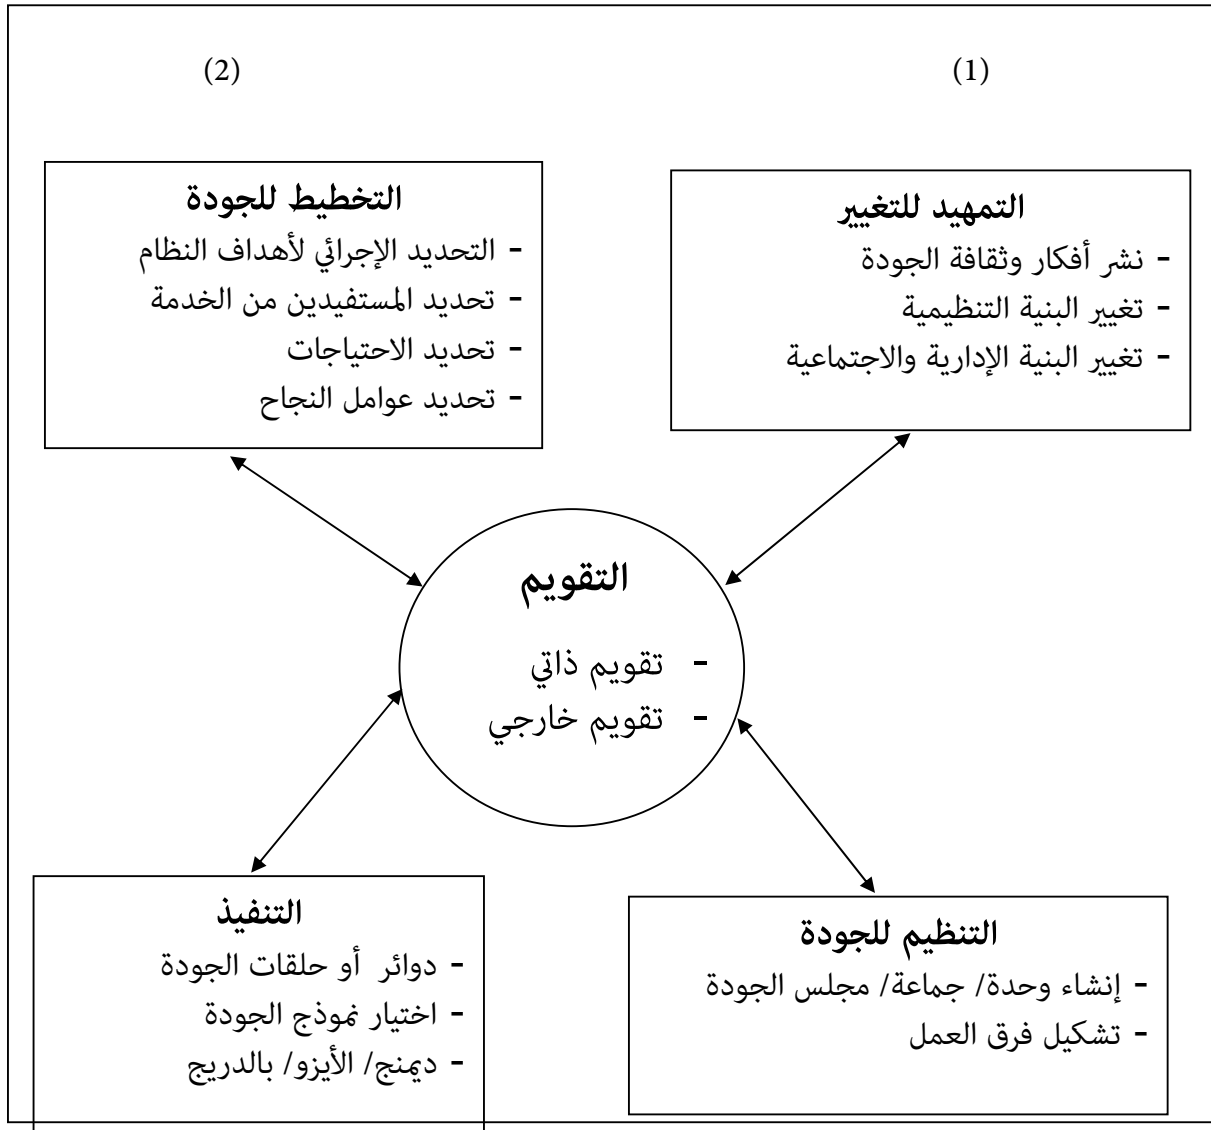 (1)
(2)
التمهيد للتغيير
- نشر أفكار وثقافة الجودة
- تغيير البنية التنظيمية
- تغيير البنية الإدارية والاجتماعية
التخطيط للجودة
- التحديد الإجرائي لأهداف النظام
- تحديد المستفيدين من الخدمة
- تحديد الاحتياجات
- تحديد عوامل النجاح
التقويم
- تقويم ذاتي
- تقويم خارجي
التنظيم للجودة
- إنشاء وحدة/ جماعة/ مجلس الجودة
- تشكيل فرق العمل
التنفيذ
- دوائر أو حلقات الجودة
- اختيار نموذج الجودة
- ديمنج/ الأيزو/ بالدريج